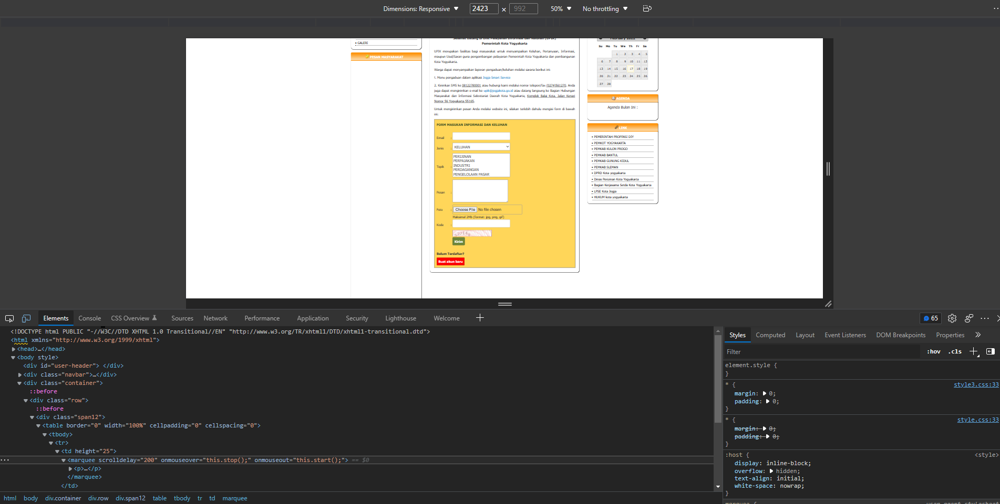 Dimensions: Responsive
2423
×
992
50%
No throttling
GALERI
PESAN MASYARAKAT
Selamat Datang di Unit Pelayanan Informasi dan Keluhan (UPIK)
Pemerintah Kota Yogyakarta
UPIK merupakan fasilitas bagi masyarakat untuk menyampaikan Keluhan, Pertanyaan, Informasi,
maupun Usul/Saran guna pengembangan pelayanan Pemerintah Kota Yogyakarta dan pembangunan
Kota Yogyakarta.
Warga dapat menyampaikan laporan pengaduan/keluhan melalui sarana berikut ini:
1. Menu pengaduan dalam aplikasi Jogja Smart Service
2. Kirimkan SMS ke 08122780001 atau hubungi kami melalui nomor telepon/fax (0274)561270. Anda
juga dapat mengirimkan e-mail ke upik@jogjakota.go.id atau datang langsung ke Bagian Hubungan
Masyarakat dan Informasi Sekretariat Daerah Kota Yogyakarta, Komplek Balai Kota, Jalan Kenari
Nomor 56 Yogyakarta 55165.
Untuk mengirimkan pesan Anda melalui website ini, silakan terlebih dahulu mengisi form di bawah
ini:
FORM MASUKAN INFORMASI DAN KELUHAN
Email :
Jenis : KELUHAN
Topik :
PERIJINAN
PERPAJAKAN
INDUSTRI
PERDAGANGAN
PENGELOLAAN PASAR
Pesan :
Foto : Choose File No file chosen
Maksimal 2Mb (format: jpg, png, gif)
Kode :
Kirim
Belum Terdaftar?
Buat akun baru
February 2022
Su Mo Tu We Th Fr Sa
1 2 3 4 5
6 7 8 9 10 11 12
13 14 15 16 17 18 19
20 21 22 23 24 25 26
27 28
AGENDA
Agenda Bulan Ini :
LINK
PEMERINTAH PROPINSI DIY
PEMKOT YOGYAKARTA
PEMKAB KULON PROGO
PEMKAB BANTUL
PEMKAB GUNUNG KIDUL
PEMKAB SLEMAN
DPRD Kota yogyakarta
Dinas Perizinan Kota Yogyakarta
Bagian Kerjasama Setda Kota Yogyakarta
LPSE Kota Jogja
HUKUM kota yogyakarta
Elements Console CSS Overview Sources Network Performance Application Security Lighthouse Welcome
65
<!DOCTYPE html PUBLIC "-//W3C//DTD XHTML 1.0 Transitional//EN" "http://www.w3.org/TR/xhtml1/DTD/xhtml1-transitional.dtd">
<html xmlns="http://www.w3.org/1999/xhtml">
<head>…</head>
<body style>
<div id="user-header"> </div>
<div class="navbar">…</div>
<div class="container">
::before
<div class="row">
::before
<div class="span12">
<table border="0" width="100%" cellpadding="0" cellspacing="0">
<tbody>
<tr>
<td height="25">
<marquee scrolldelay="200" onmouseover="this.stop();" onmouseout="this.start();"> == $0
<p>…</p>
</marquee>
</td>
html body div.container div.row div.span12 table tbody tr td marquee
Styles Computed Layout Event Listeners DOM Breakpoints Properties
Filter
:hov .cls
element.style {
}
* {
style3.css:33
margin: 0;
padding: 0;
}
* {
style.css:33
margin: 0;
padding: 0;
}
:host {
<style>
display: inline-block;
overflow: hidden;
text-align: initial;
white-space: nowrap;
}
marquee {
user agent stylesheet